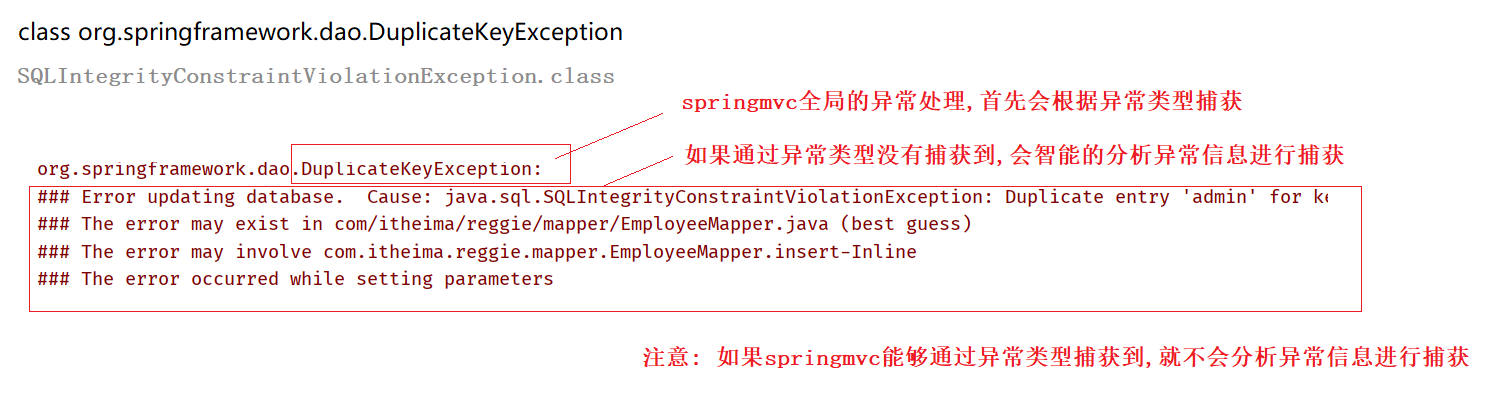 class org.springframework.dao.DuplicateKeyException
SQLIntegrityConstraintViolationException.class
springmvc全局的异常处理,首先会根据异常类型捕获
如果通过异常类型没有捕获到,会智能的分析异常信息进行捕获
org.springframework.dao.DuplicateKeyException:
### Error updating database.  Cause: java.sql.SQLIntegrityConstraintViolationException: Duplicate entry 'admin' for ke
### The error may exist in com/itheima/reggie/mapper/EmployeeMapper.java (best guess)
### The error may involve com.itheima.reggie.mapper.EmployeeMapper.insert-Inline
### The error occurred while setting parameters
注意: 如果springmvc能够通过异常类型捕获到,就不会分析异常信息进行捕获